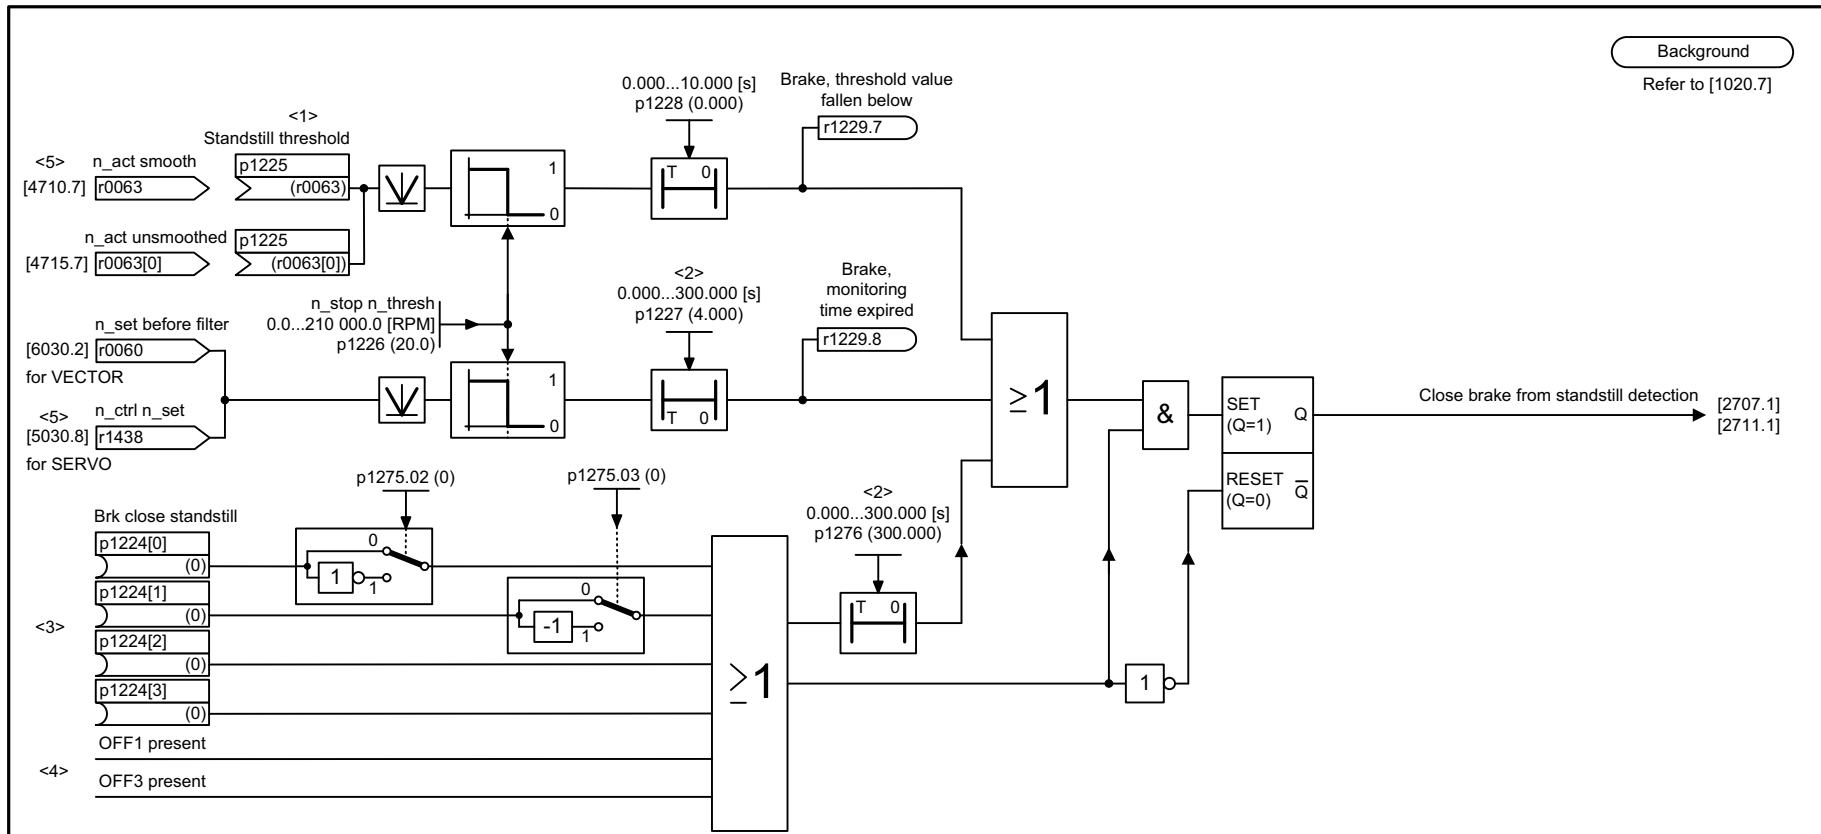 Background
Refer to [1020.7]
0.000...10.000 [s]
p1228 (0.000)
Brake, threshold value
fallen below
r1229.7
<1>
Standstill threshold
<5>
n_act smooth
[4710.7]
r0063
p1225
(r0063)
1
0
T 0
n_act unsmoothed
[4715.7]
r0063[0]
p1225
(r0063[0])
n_stop n_thresh
0.0...210 000.0 [RPM]
p1226 (20.0)
<2>
0.000...300.000 [s]
p1227 (4.000)
Brake,
monitoring
time expired
r1229.8
n_set before filter
[6030.2]
r0060
for VECTOR
<5>
n_ctrl n_set
[5030.8]
r1438
for SERVO
1
0
T 0
≥1
&
SET
(Q=1)
Q
RESET
(Q=0)
Q̅
Close brake from standstill detection
[2707.1]
[2711.1]
p1275.02 (0)
p1275.03 (0)
<2>
0.000...300.000 [s]
p1276 (300.000)
T 0
Brk close standstill
p1224[0]
(0)
0
1
1
p1224[1]
(0)
0
-1
1
<3>
p1224[2]
(0)
p1224[3]
(0)
≥1
1
OFF1 present
<4>
OFF3 present